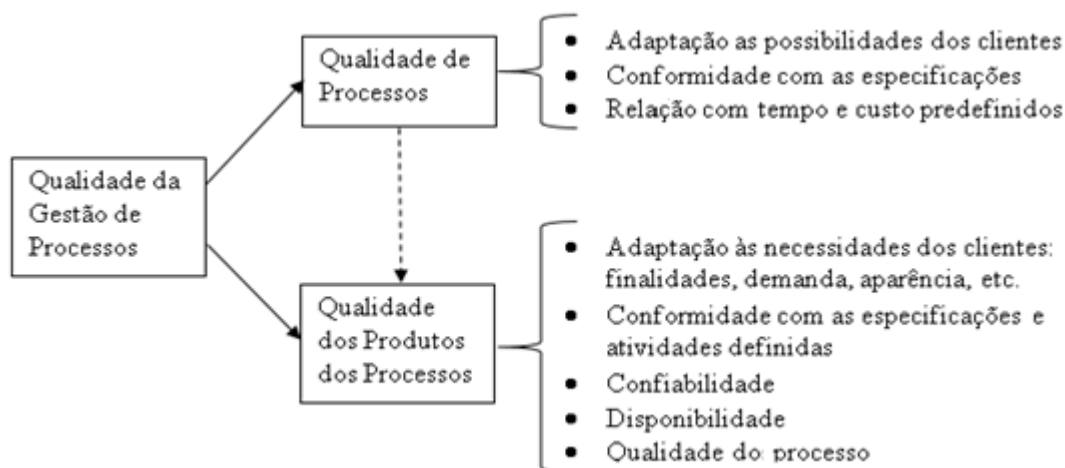 Qualidade da
Gestão de
Processos
Qualidade de
Processos
• Adaptação as possibilidades dos clientes
• Conformidade com as especificações
• Relação com tempo e custo predefinidos
Qualidade
dos Produtos
dos Processos
• Adaptação às necessidades dos clientes:
finalidades, demanda, aparência, etc.
• Conformidade com as especificações e
atividades definidas
• Confiabilidade
• Disponibilidade
• Qualidade do processo